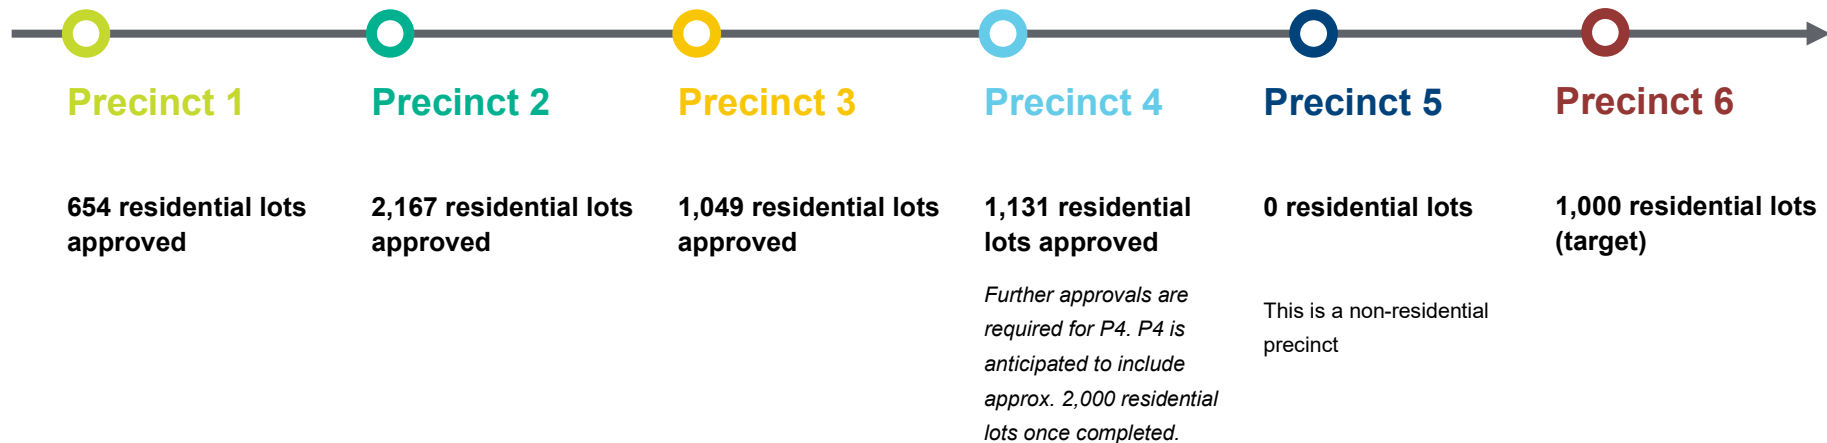 Precinct 1
654 residential lots
approved
Precinct 2
2,167 residential lots
approved
Precinct 3
1,049 residential lots
approved
Precinct 4
1,131 residential
lots approved
Further approvals are
required for P4. P4 is
anticipated to include
approx. 2,000 residential
lots once completed.
Precinct 5
0 residential lots
This is a non-residential
precinct
Precinct 6
1,000 residential lots
(target)